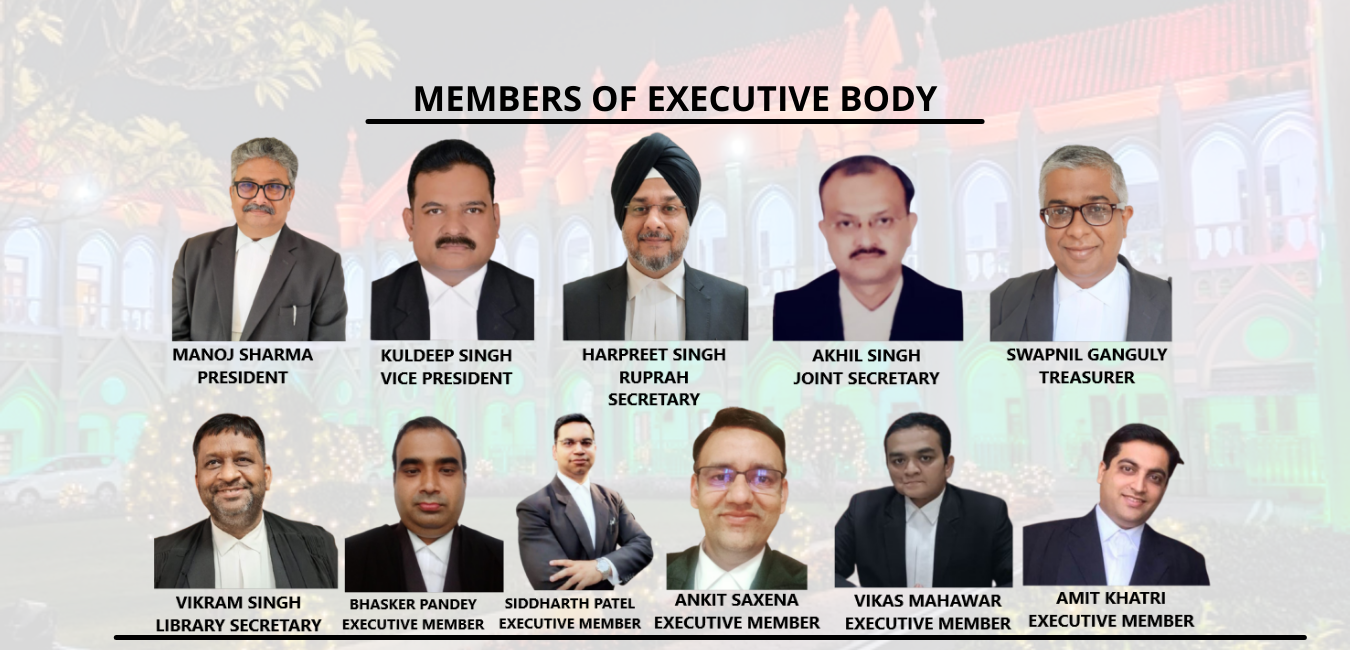 MEMBERS OF EXECUTIVE BODY
MANOJ SHARMA
PRESIDENT
KULDEEP SINGH
VICE PRESIDENT
HARPREET SINGH
RUPRAH
SECRETARY
AKHIL SINGH
JOINT SECRETARY
SWAPNIL GANGULY
TREASURER
VIKRAM SINGH
LIBRARY SECRETARY
BHASKER PANDEY
EXECUTIVE MEMBER
SIDDHARTH PATEL
EXECUTIVE MEMBER
ANKIT SAXENA
EXECUTIVE MEMBER
VIKAS MAHAWAR
EXECUTIVE MEMBER
AMIT KHATRI
EXECUTIVE MEMBER